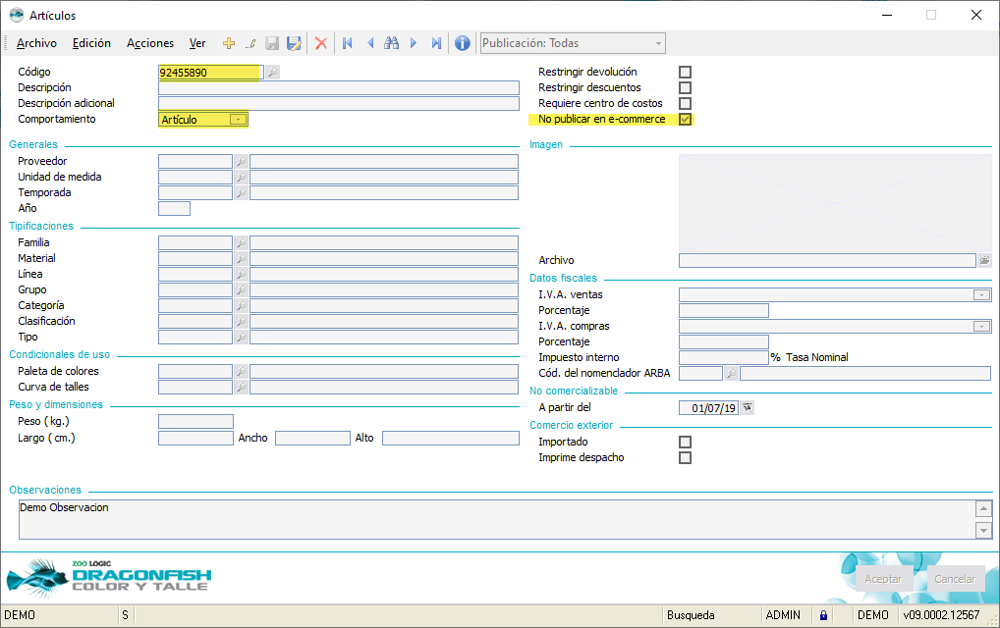 Artículos
Archivo Edición Acciones Ver Publicación: Todas
Código 92455890
Descripción
Descripción adicional
Comportamiento Artículo
Restringir devolución
Restringir descuentos
Requiere centro de costos
No publicar en e-commerce
Generales
Proveedor
Unidad de medida
Temporada
Año
Tipificaciones
Familia
Material
Línea
Grupo
Categoría
Clasificación
Tipo
Condicionales de uso
Paleta de colores
Curva de talles
Peso y dimensiones
Peso ( kg.)
Largo ( cm.) Ancho Alto
Imagen
Archivo
Datos fiscales
I.V.A. ventas
Porcentaje
I.V.A. compras
Porcentaje
Impuesto interno % Tasa Nominal
Cód. del nomenclador ARBA
No comercializable
A partir del 01/07/19
Comercio exterior
Importado
Imprime despacho
Observaciones
Demo Observacion
ZOO LOGIC
DRAGONFISH
COLOR Y TALLE
Aceptar Cancelar
DEMO S Busqueda ADMIN DEMO v09.0002.12567